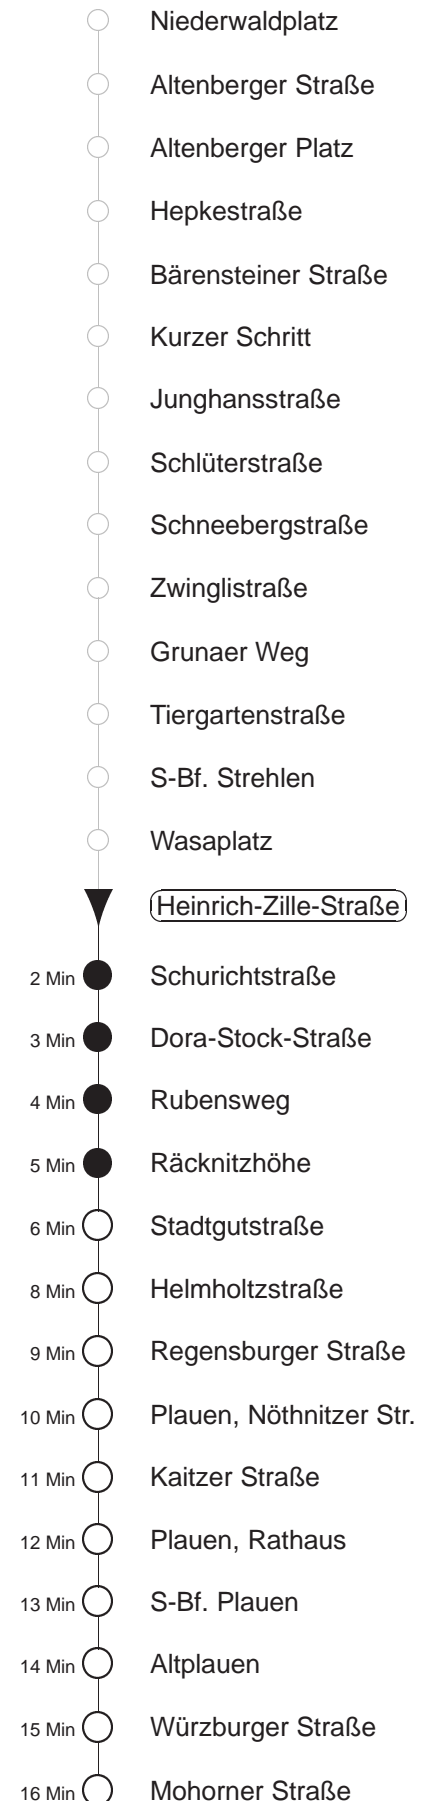 Niederwaldplatz
Altenberger Straße
Altenberger Platz
Hepkestraße
Bärensteiner Straße
Kurzer Schritt
Junghansstraße
Schlüterstraße
Schneebergstraße
Zwinglistraße
Grunaer Weg
Tiergartenstraße
S-Bf. Strehlen
Wasaplatz
Heinrich-Zille-Straße
2 Min Schurichtstraße
3 Min Dora-Stock-Straße
4 Min Rubensweg
5 Min Räcknitzhöhe
6 Min Stadtgutstraße
8 Min Helmholtzstraße
9 Min Regensburger Straße
10 Min Plauen, Nöthnitzer Str.
11 Min Kaitzer Straße
12 Min Plauen, Rathaus
13 Min S-Bf. Plauen
14 Min Altplauen
15 Min Würzburger Straße
16 Min Mohorner Straße